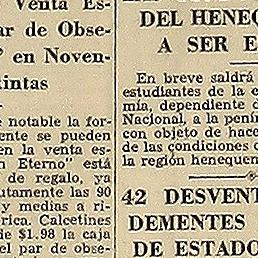 Venta Es-
ar de Obse-
" en Noven-
tintas
e notable la for-
ente se pueden
en la venta es-
n Eterno" está
de regalo, ya
utamente las 90
y medias a ri-
rica. Calcetines
de $1.98 la caja
el par de obse-
DEL HENEQ
A SER E
En breve saldrá
estudiantes de la e
mía, dependiente d
Nacional, a la pení
con objeto de hace
de las condiciones d
la región henequen
42 DESVENT
DEMENTES
DE ESTADO